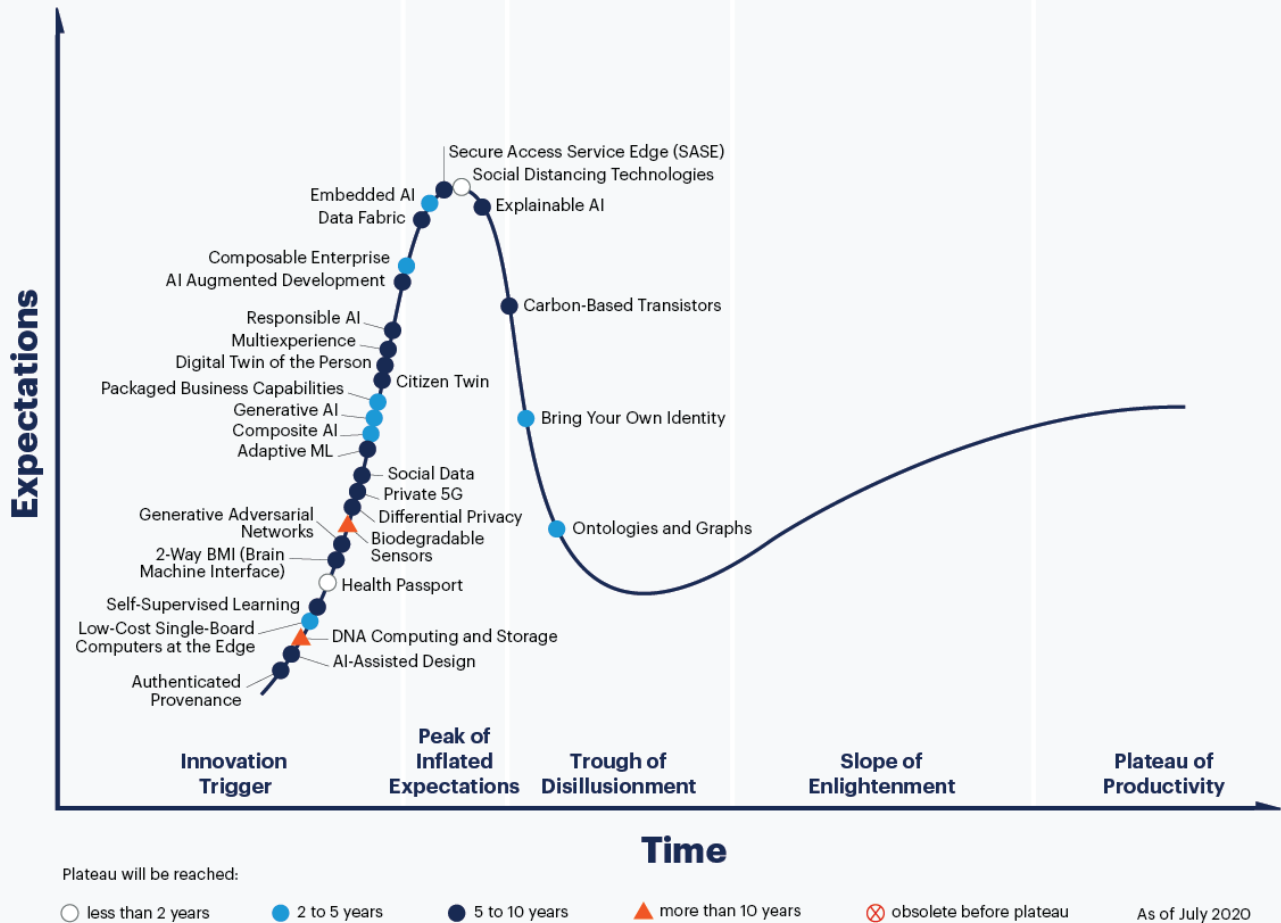 Secure Access Service Edge (SASE)
Social Distancing Technologies
Embedded AI
Explainable AI
Data Fabric
Composable Enterprise
AI Augmented Development
Carbon-Based Transistors
Responsible AI
Multiexperience
Digital Twin of the Person
Citizen Twin
Packaged Business Capabilities
Generative AI
Bring Your Own Identity
Composite AI
Adaptive ML
Social Data
Private 5G
Generative Adversarial
Networks
Differential Privacy
Ontologies and Graphs
Biodegradable
Sensors
2-Way BMI (Brain
Machine Interface)
Health Passport
Self-Supervised Learning
Low-Cost Single-Board
Computers at the Edge
DNA Computing and Storage
AI-Assisted Design
Authenticated
Provenance
Expectations
Innovation
Trigger
Peak of
Inflated
Expectations
Trough of
Disillusionment
Slope of
Enlightenment
Plateau of
Productivity
Time
Plateau will be reached:
less than 2 years
2 to 5 years
5 to 10 years
more than 10 years
obsolete before plateau
As of July 2020